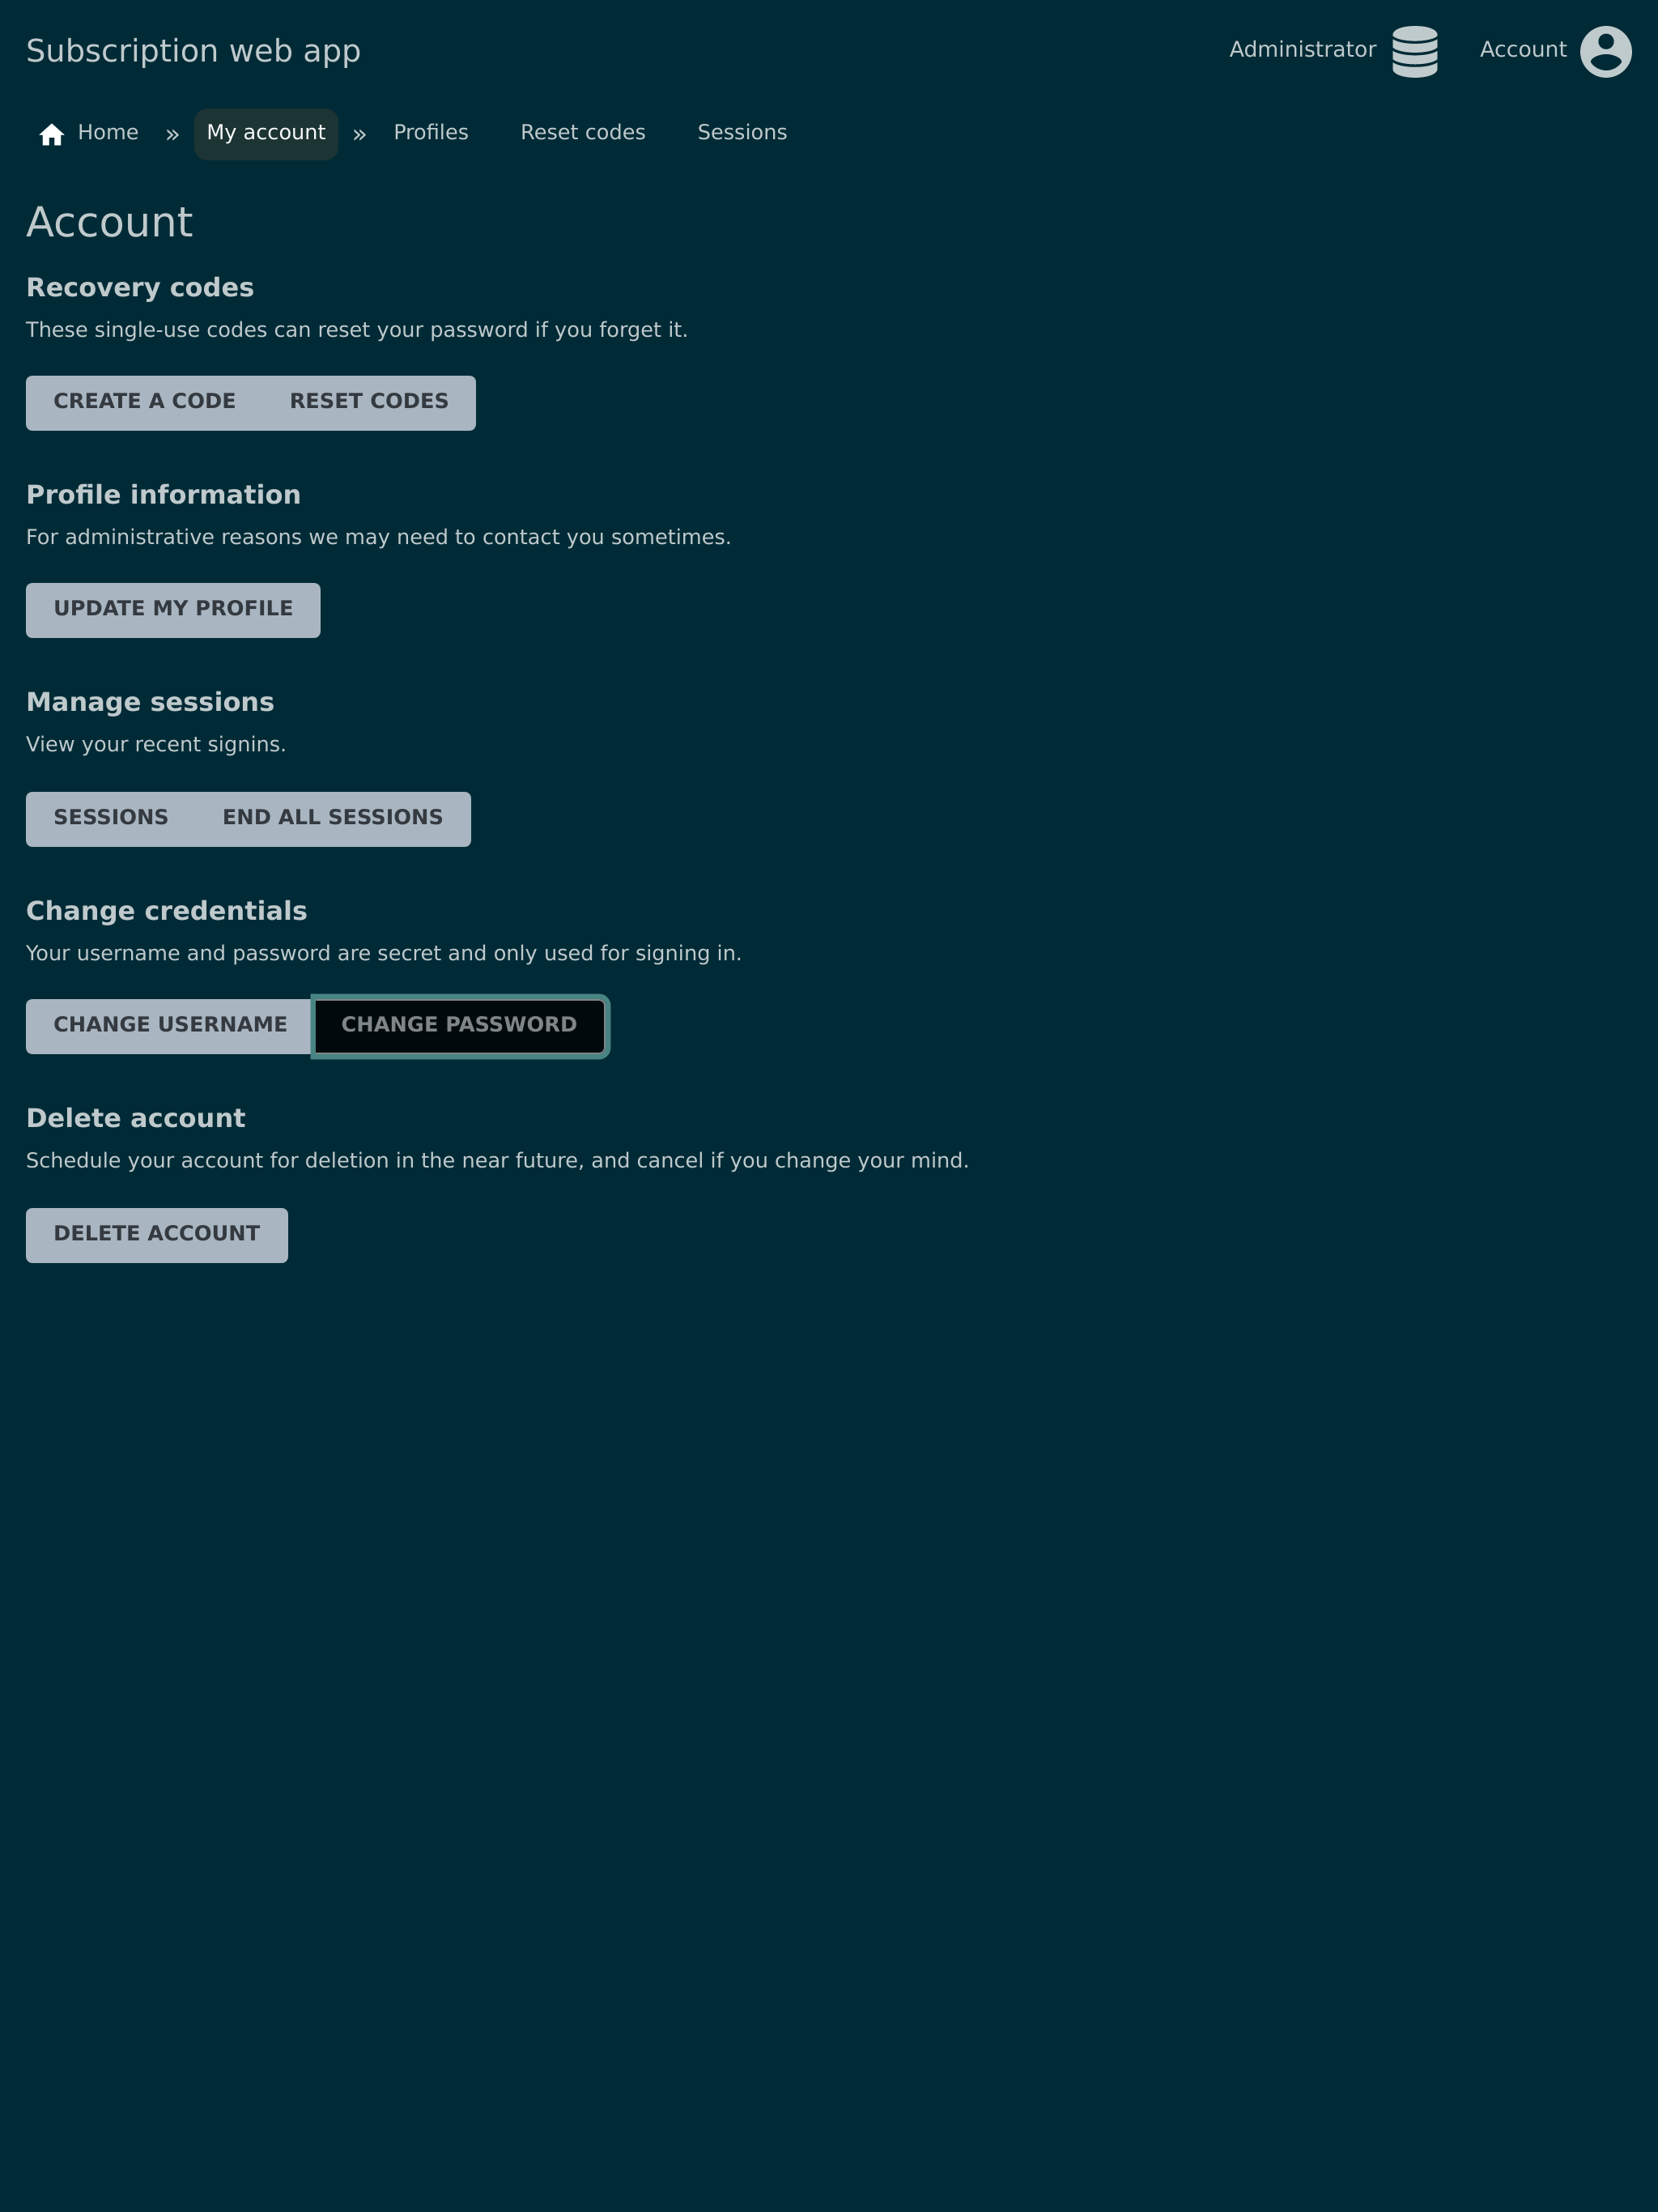 Subscription web app Administrator Account
Home » My account » Profiles Reset codes Sessions
Account
Recovery codes
These single-use codes can reset your password if you forget it.
CREATE A CODE RESET CODES
Profile information
For administrative reasons we may need to contact you sometimes.
UPDATE MY PROFILE
Manage sessions
View your recent signins.
SESSIONS END ALL SESSIONS
Change credentials
Your username and password are secret and only used for signing in.
CHANGE USERNAME CHANGE PASSWORD
Delete account
Schedule your account for deletion in the near future, and cancel if you change your mind.
DELETE ACCOUNT